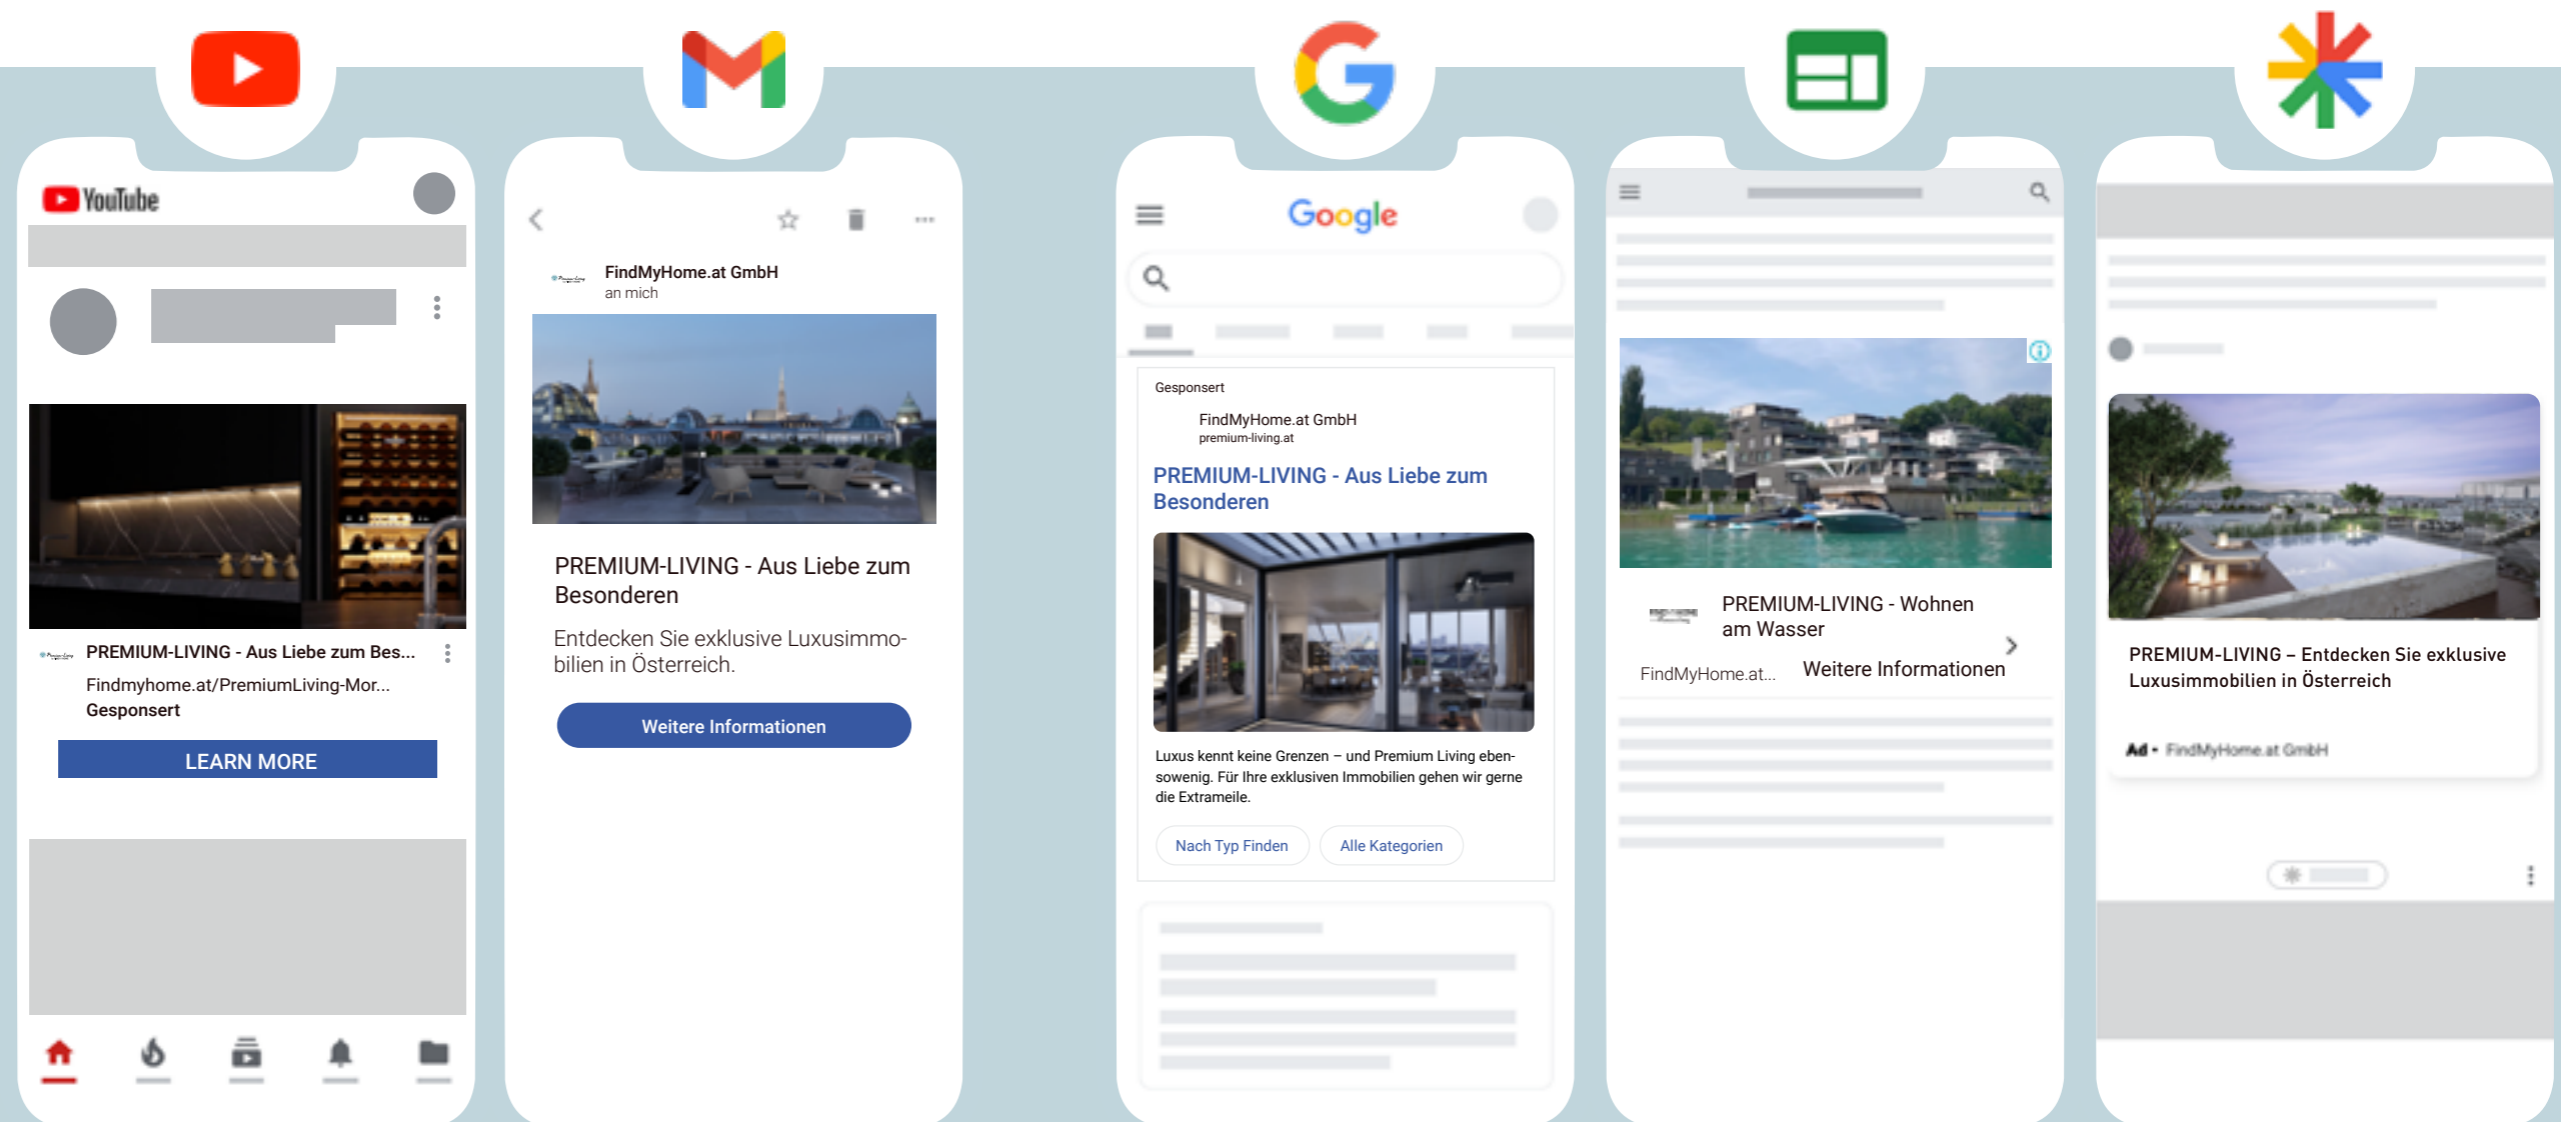 YouTube
PREMIUM-LIVING - Aus Liebe zum Bes...
Findmyhome.at/PremiumLiving-Mor...
Gesponsert
LEARN MORE
FindMyHome.at GmbH
an mich
PREMIUM-LIVING - Aus Liebe zum
Besonderen
Entdecken Sie exklusive Luxusimmo-
bilien in Österreich.
Weitere Informationen
Google
Gesponsert
FindMyHome.at GmbH
premium-living.at
PREMIUM-LIVING - Aus Liebe zum
Besonderen
Luxus kennt keine Grenzen – und Premium Living eben-
sowenig. Für Ihre exklusiven Immobilien gehen wir gerne
die Extrameile.
Nach Typ Finden
Alle Kategorien
PREMIUM-LIVING - Wohnen
am Wasser
FindMyHome.at...
Weitere Informationen
PREMIUM-LIVING – Entdecken Sie exklusive
Luxusimmobilien in Österreich
Ad • FindMyHome.at GmbH